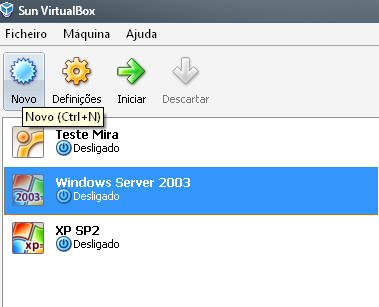 Sun VirtualBox
Ficheiro Máquina Ajuda
Novo Definições Iniciar Descartar
Novo (Ctrl+N)
Teste Mira
Desligado
Windows Server 2003
2003
Desligado
XP SP2
xp
Desligado